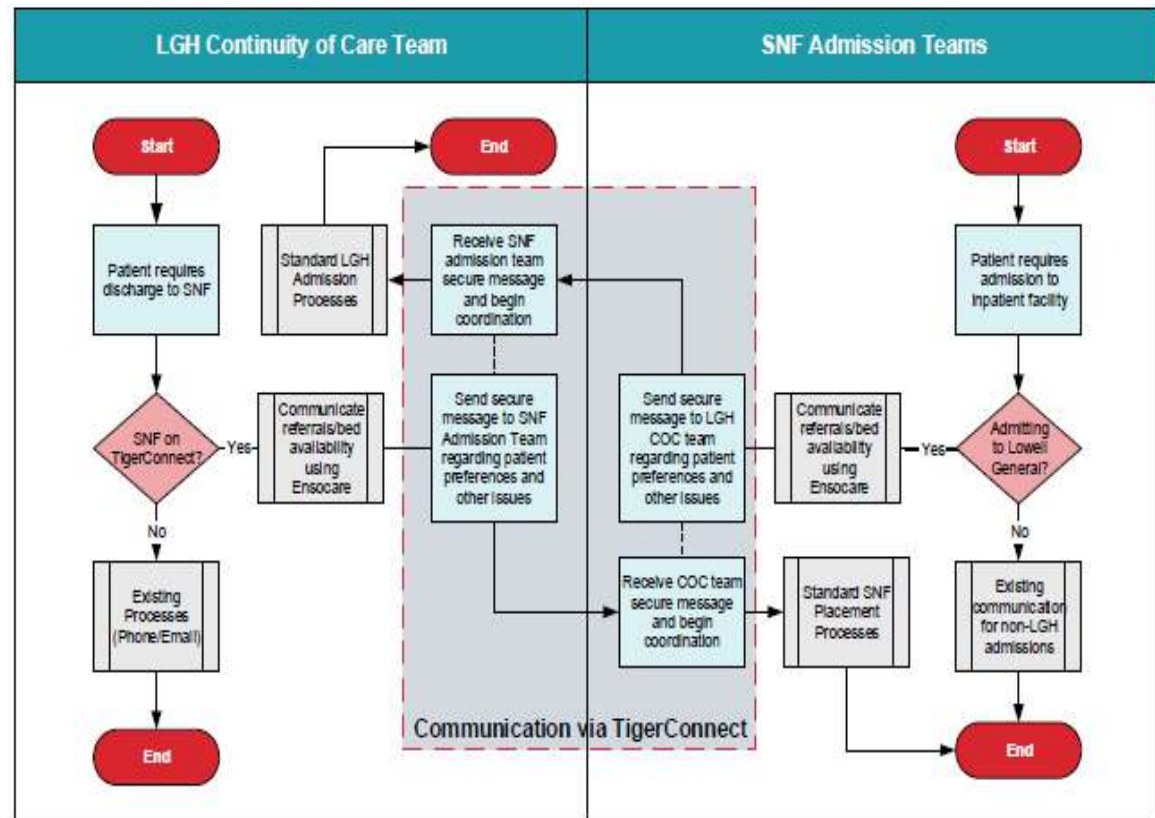 LGH Continuity of Care Team
SNF Admission Teams
Start
End
Start
Patient requires
discharge to SNF
Standard LGH
Admission
Processes
Receive SNF
admission team
secure message
and begin
coordination
Patient requires
admission to
inpatient facility
SNF on
TigerConnect?
Yes
Communicate
referrals/bed
availability
using
Ensocare
Send secure
message to SNF
Admission Team
regarding patient
preferences and
other issues
Send secure
message to LGH
COC team
regarding patient
preferences and
other issues
Communicate
referrals/bed
availability
using
Ensocare
Yes
Admitting
to Lowell
General?
No
No
Existing
Processes
(Phone/Email)
Receive COC team
secure message
and begin
coordination
Standard SNF
Placement
Processes
Existing
communication
for non-LGH
admissions
Communication via TigerConnect
End
End